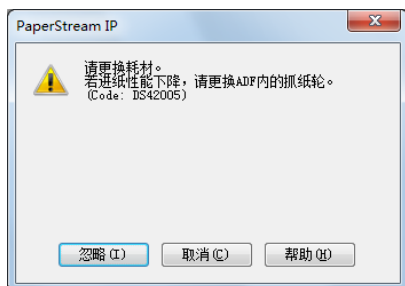 PaperStream IP
请更换耗材。
若进纸性能下降，请更换ADF内的抓纸轮。
(Code: DS42005)
忽略(I) 取消(C) 帮助(H)